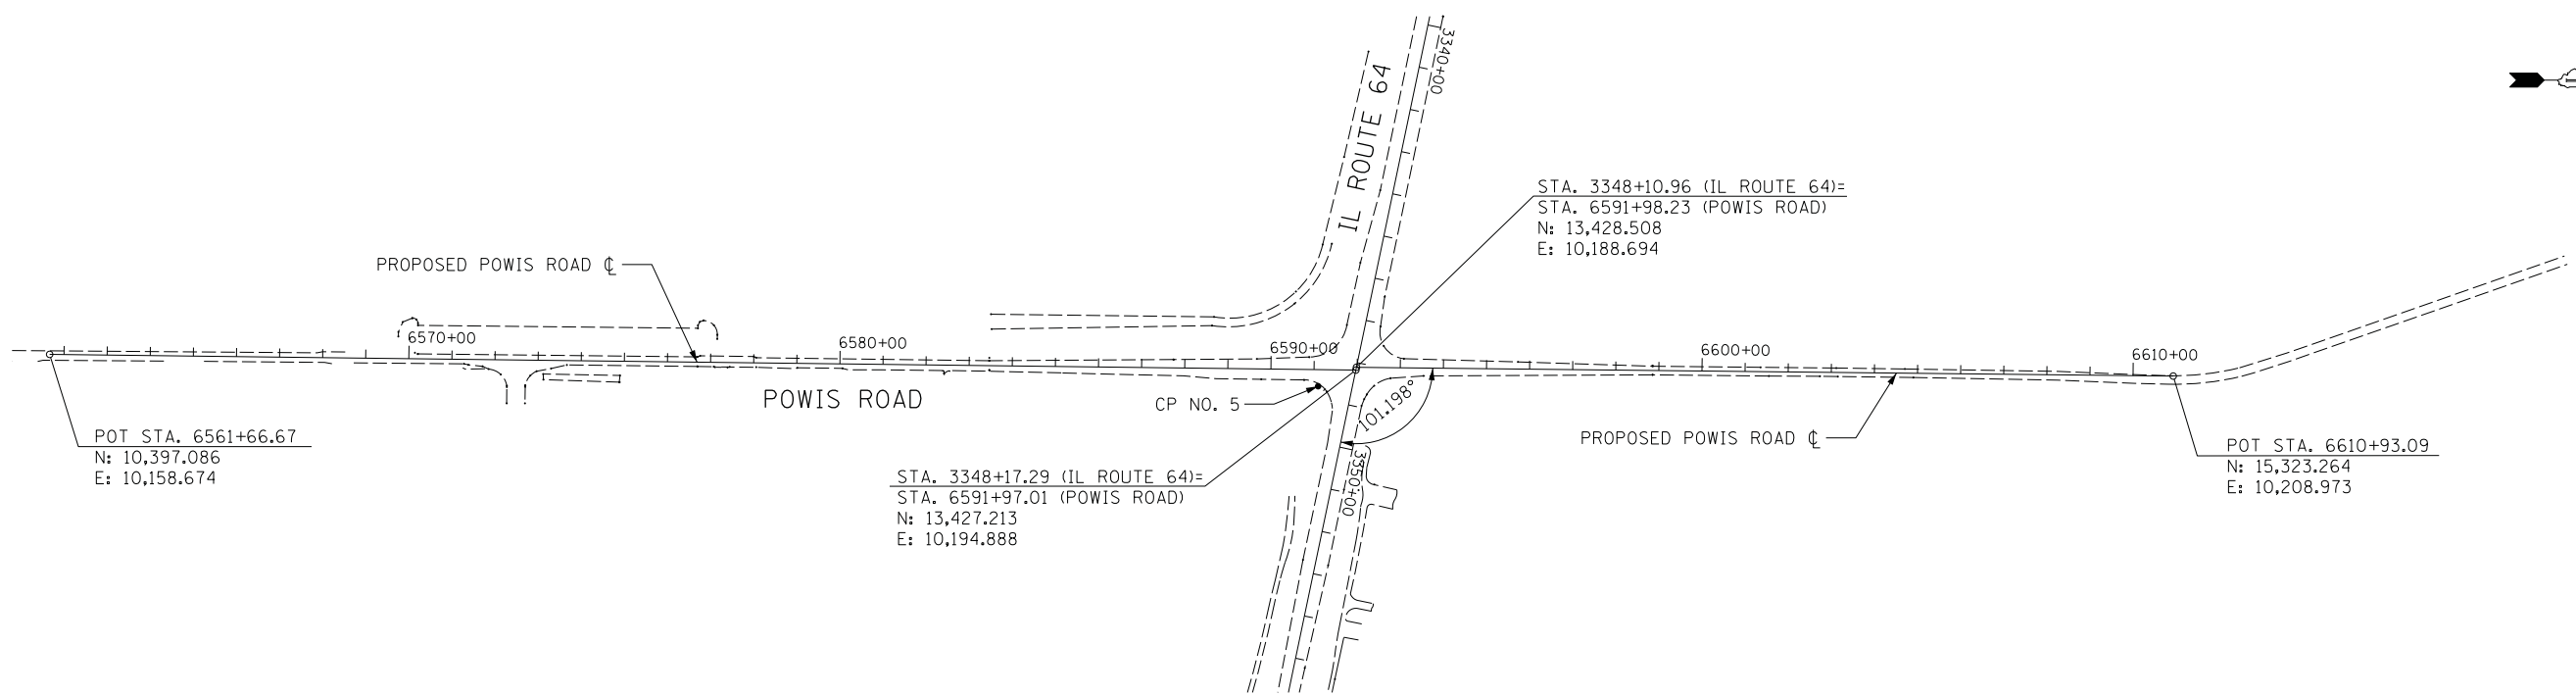 3340+00
IL ROUTE 64
STA. 3348+10.96 (IL ROUTE 64)=
STA. 6591+98.23 (POWIS ROAD)
N: 13,428.508
E: 10,188.694
PROPOSED POWIS ROAD ℄
6570+00
6580+00
6590+00
6600+00
6610+00
POWIS ROAD
CP NO. 5
101.198°
PROPOSED POWIS ROAD ℄
POT STA. 6561+66.67
N: 10,397.086
E: 10,158.674
POT STA. 6610+93.09
N: 15,323.264
E: 10,208.973
3350+00
STA. 3348+17.29 (IL ROUTE 64)=
STA. 6591+97.01 (POWIS ROAD)
N: 13,427.213
E: 10,194.888